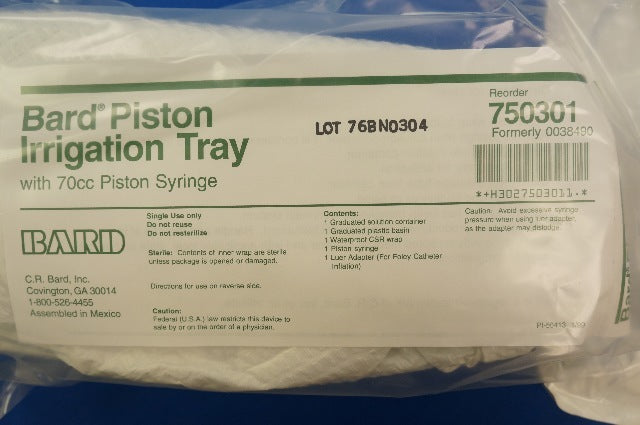 Bard® Piston
Irrigation Tray
with 70cc Piston Syringe
LOT 76BN0304
Reorder
750301
Formerly 0038490
*+H3027503011.*
BARD
C.R. Bard, Inc.
Covington, GA 30014
1-800-526-4455
Assembled in Mexico
Single Use only
Do not reuse
Do not resterilize
Sterile: Contents of inner wrap are sterile
unless package is opened or damaged.
Directions for use on reverse side.
Caution:
Federal (U.S.A.) law restricts this device to
sale by or on the order of a physician.
Contents:
1 Graduated solution container
1 Graduated plastic basin
1 Waterproof CSR wrap
1 Piston syringe
1 Luer Adapter (For Foley Catheter
Inflation)
Caution: Avoid excessive syringe
pressure when using luer adapter,
as the adapter may dislodge.